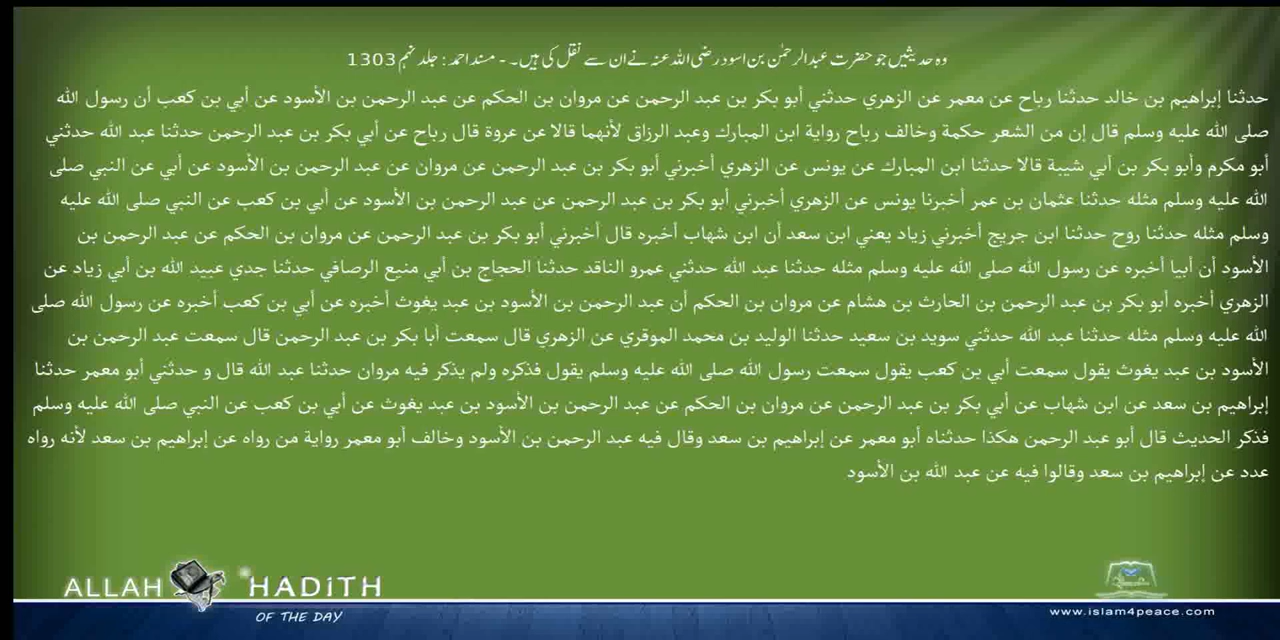 وہ حدیثیں جو حضرت عبدالرحمٰن بن اسود رضی اللہ عنہ نے ان سے نقل کی ہیں۔ - مسند احمد: جلد نہم 1303
حدثنا إبراهيم بن خالد حدثنا رباح عن معمر عن الزهري حدثني أبو بكر بن عبد الرحمن عن مروان بن الحكم عن عبد الرحمن بن الأسود عن أبي بن كعب أن رسول الله
صلى الله عليه وسلم قال إن من الشعر حكمة وخالف رباح رواية ابن المبارك وعبد الرزاق لأنهما قالا عن عروة قال رباح عن أبي بكر بن عبد الرحمن حدثنا عبد الله حدثني
أبو مكرم وأبو بكر بن أبي شيبة قالا حدثنا ابن المبارك عن يونس عن الزهري أخبرني أبو بكر بن عبد الرحمن عن مروان عن عبد الرحمن بن الأسود عن أبي عن النبي صلى
الله عليه وسلم مثله حدثنا عثمان بن عمر أخبرنا يونس عن الزهري أخبرني أبو بكر بن عبد الرحمن عن عبد الرحمن بن الأسود عن أبي بن كعب عن النبي صلى الله عليه
وسلم مثله حدثنا روح حدثنا ابن جريج أخبرني زياد يعني ابن سعد أن ابن شهاب أخبره قال أخبرني أبو بكر بن عبد الرحمن عن مروان بن الحكم عن عبد الرحمن بن
الأسود أن أبيا أخبره عن رسول الله صلى الله عليه وسلم مثله حدثنا عبد الله حدثني عمرو الناقد حدثنا الحجاج بن أبي منيع الرصافي حدثنا جدي عبيد الله بن أبي زياد عن
الزهري أخبره أبو بكر بن عبد الرحمن بن الحارث بن هشام عن مروان بن الحكم أن عبد الرحمن بن الأسود بن عبد يغوث أخبره عن أبي بن كعب أخبره عن رسول الله صلى
الله عليه وسلم مثله حدثنا عبد الله حدثني سويد بن سعيد حدثنا الوليد بن محمد الموقري عن الزهري قال سمعت أبا بكر بن عبد الرحمن قال سمعت عبد الرحمن بن
الأسود بن عبد يغوث يقول سمعت أبي بن كعب يقول سمعت رسول الله صلى الله عليه وسلم يقول فذكره ولم يذكر فيه مروان حدثنا عبد الله قال و حدثني أبو معمر حدثنا
إبراهيم بن سعد عن ابن شهاب عن أبي بكر بن عبد الرحمن عن مروان بن الحكم عن عبد الرحمن بن الأسود بن عبد يغوث عن أبي بن كعب عن النبي صلى الله عليه وسلم
فذكر الحديث قال أبو عبد الرحمن هكذا حدثناه أبو معمر عن إبراهيم بن سعد وقال فيه عبد الرحمن بن الأسود وخالف أبو معمر رواية من رواه عن إبراهيم بن سعد لأنه رواه
عدد عن إبراهيم بن سعد وقالوا فيه عن عبد الله بن الأسود
ALLAH HADITH
OF THE DAY
www.islam4peace.com